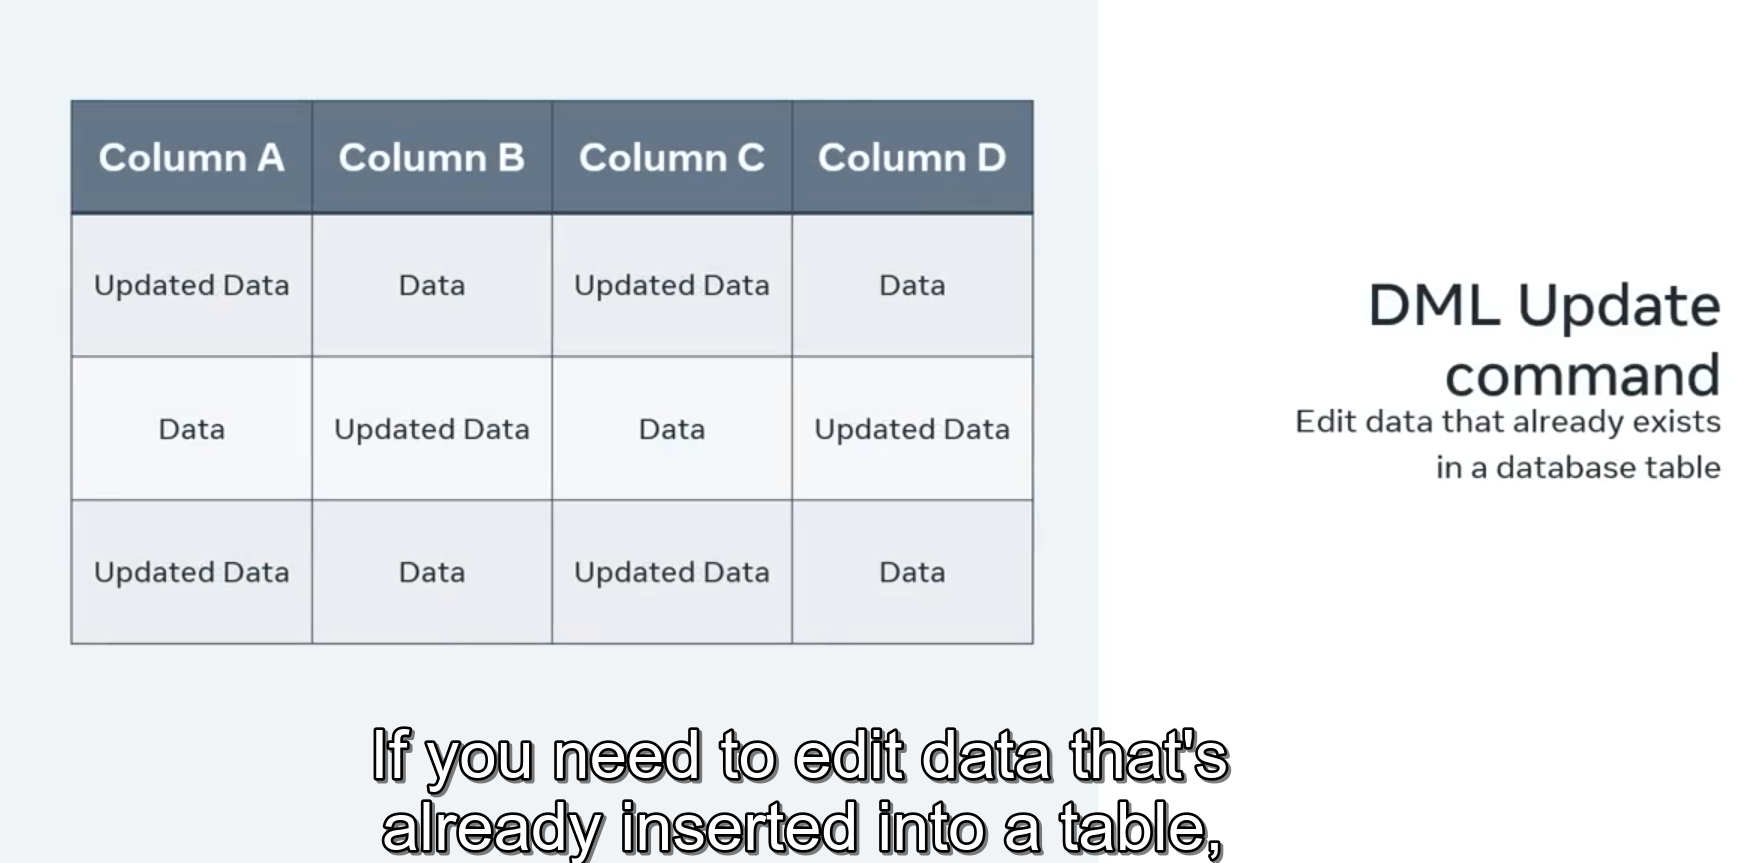 Column A Column B Column C Column D
Updated Data Data Updated Data Data
Data Updated Data Data Updated Data
Updated Data Data Updated Data Data
DML Update
command
Edit data that already exists
in a database table
If you need to edit data that's
already inserted into a table,